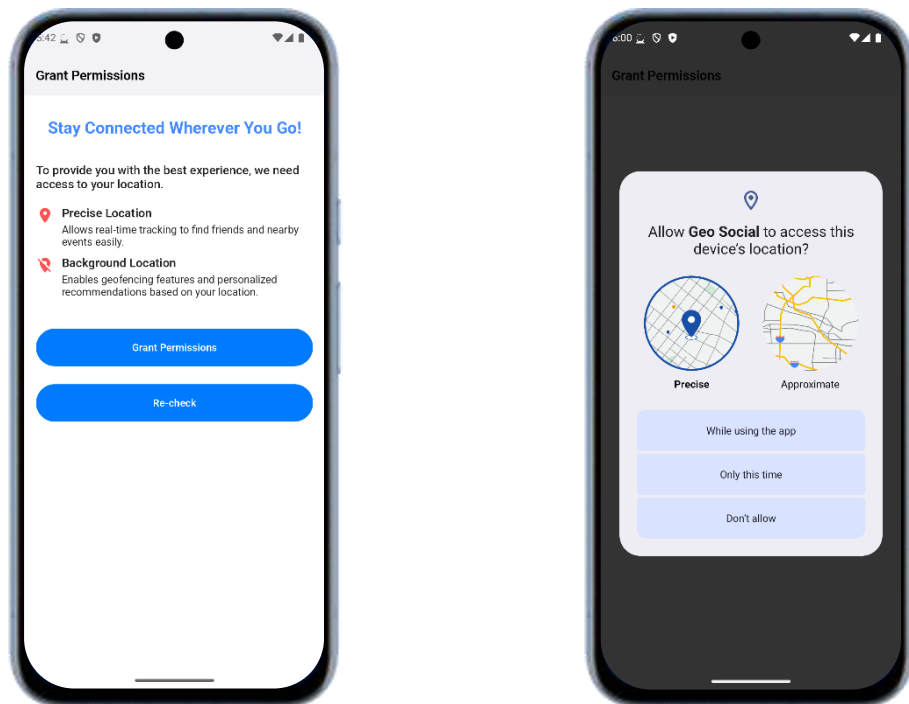 5:42
Grant Permissions
Stay Connected Wherever You Go!
To provide you with the best experience, we need
access to your location.
Precise Location
Allows real-time tracking to find friends and nearby
events easily.
Background Location
Enables geofencing features and personalized
recommendations based on your location.
Grant Permissions
Re-check
6:00
Grant Permissions
Allow Geo Social to access this
device's location?
Precise
Approximate
While using the app
Only this time
Don't allow